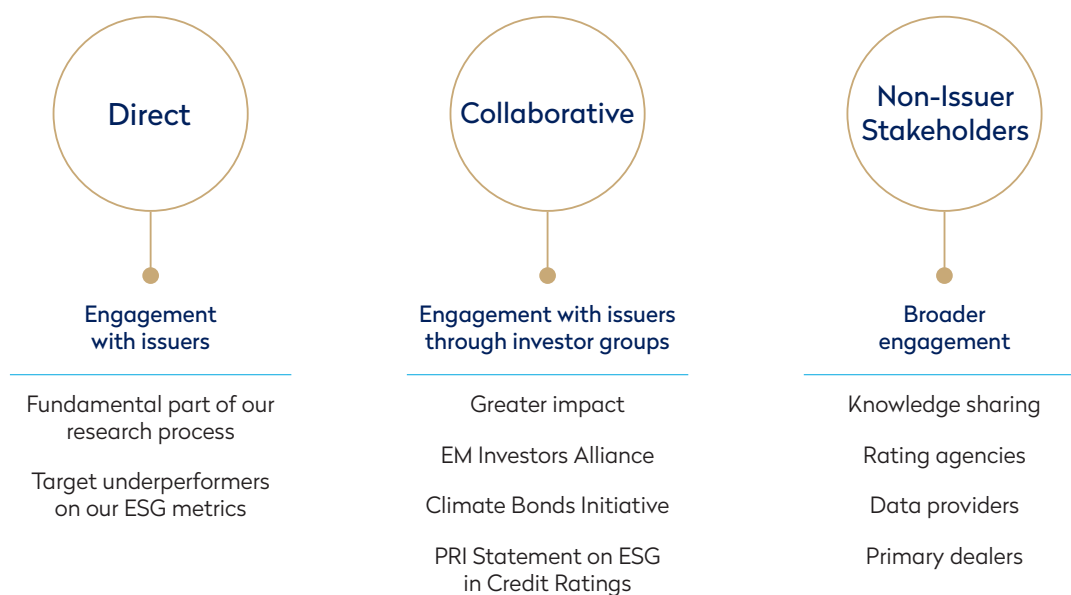 Direct
Engagement
with issuers
Fundamental part of our
research process
Target underperformers
on our ESG metrics
Collaborative
Engagement with issuers
through investor groups
Greater impact
EM Investors Alliance
Climate Bonds Initiative
PRI Statement on ESG
in Credit Ratings
Non-Issuer
Stakeholders
Broader
engagement
Knowledge sharing
Rating agencies
Data providers
Primary dealers